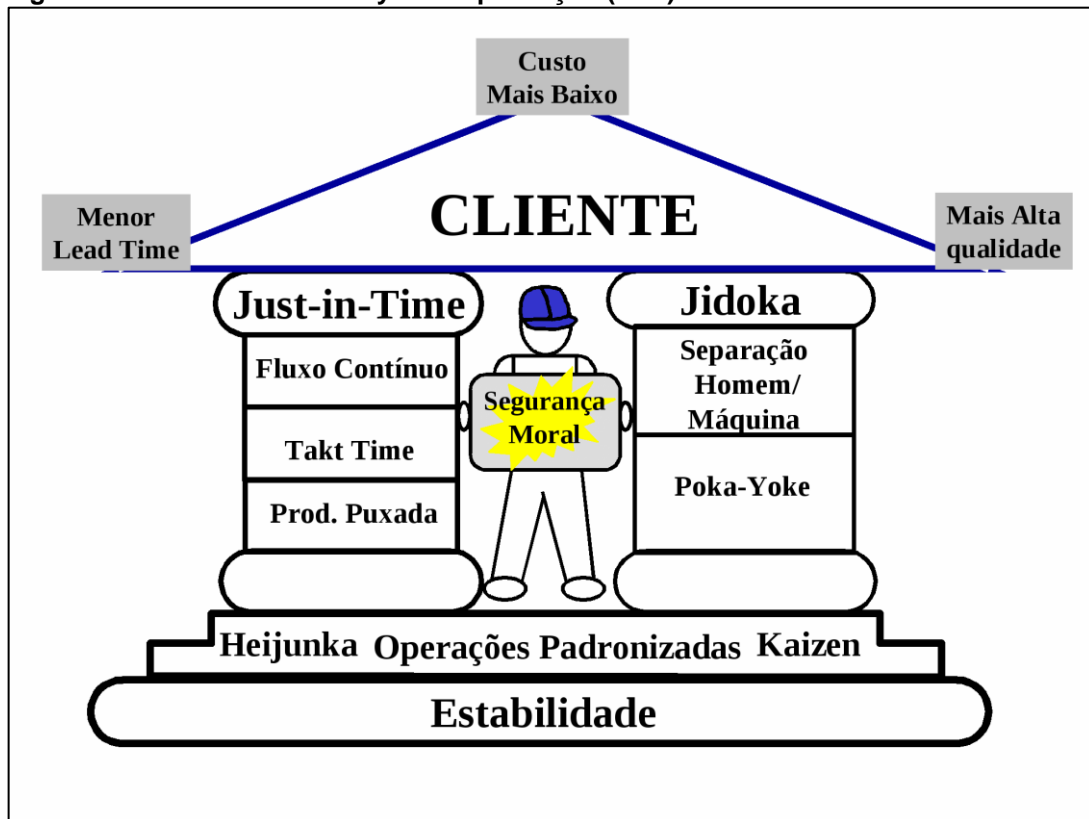 Custo
Mais Baixo
Menor
Lead Time
CLIENTE
Mais Alta
qualidade
Just-in-Time
Jidoka
Fluxo Contínuo
Takt Time
Prod. Puxada
Segurança
Moral
Separação
Homem/
Máquina
Poka-Yoke
Heijunka Operações Padronizadas Kaizen
Estabilidade